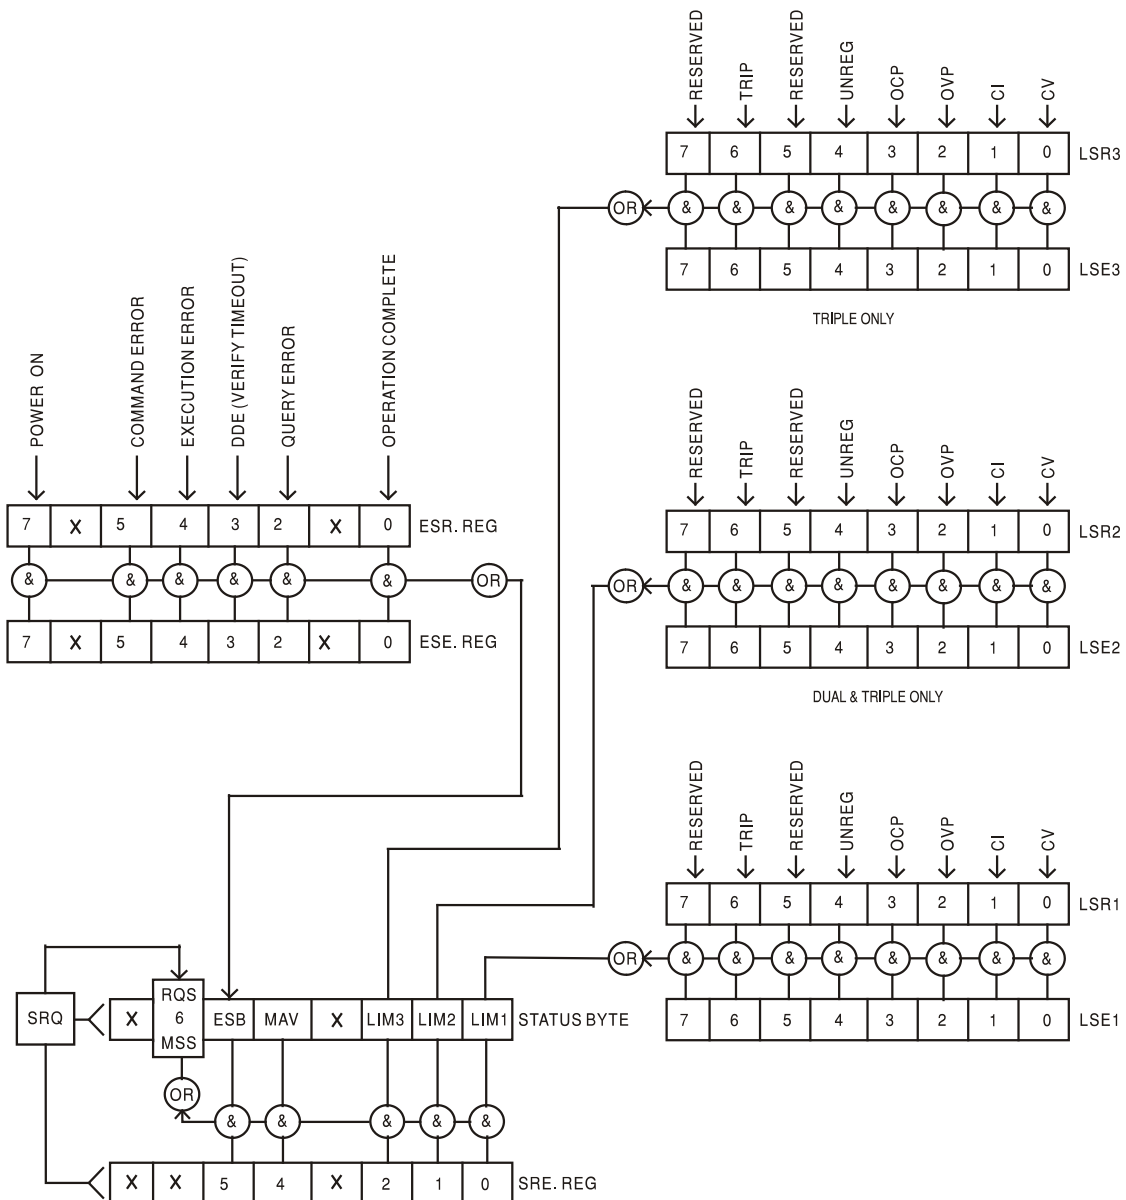 RESERVED TRIP RESERVED UNREG OCP OVP CI CV
7 6 5 4 3 2 1 0 LSR3
OR & & & & & & & &
7 6 5 4 3 2 1 0 LSE3
TRIPLE ONLY
POWER ON COMMAND ERROR EXECUTION ERROR DDE (VERIFY TIMEOUT) QUERY ERROR OPERATION COMPLETE
7 X 5 4 3 2 X 0 ESR. REG
& & & & & & OR
7 X 5 4 3 2 X 0 ESE. REG
RESERVED TRIP RESERVED UNREG OCP OVP CI CV
7 6 5 4 3 2 1 0 LSR2
OR & & & & & & & &
7 6 5 4 3 2 1 0 LSE2
DUAL & TRIPLE ONLY
RESERVED TRIP RESERVED UNREG OCP OVP CI CV
7 6 5 4 3 2 1 0 LSR1
OR & & & & & & & &
7 6 5 4 3 2 1 0 LSE1
SRQ X RQS 6 MSS ESB MAV X LIM3 LIM2 LIM1 STATUS BYTE
OR
& & & & &
X X 5 4 X 2 1 0 SRE. REG